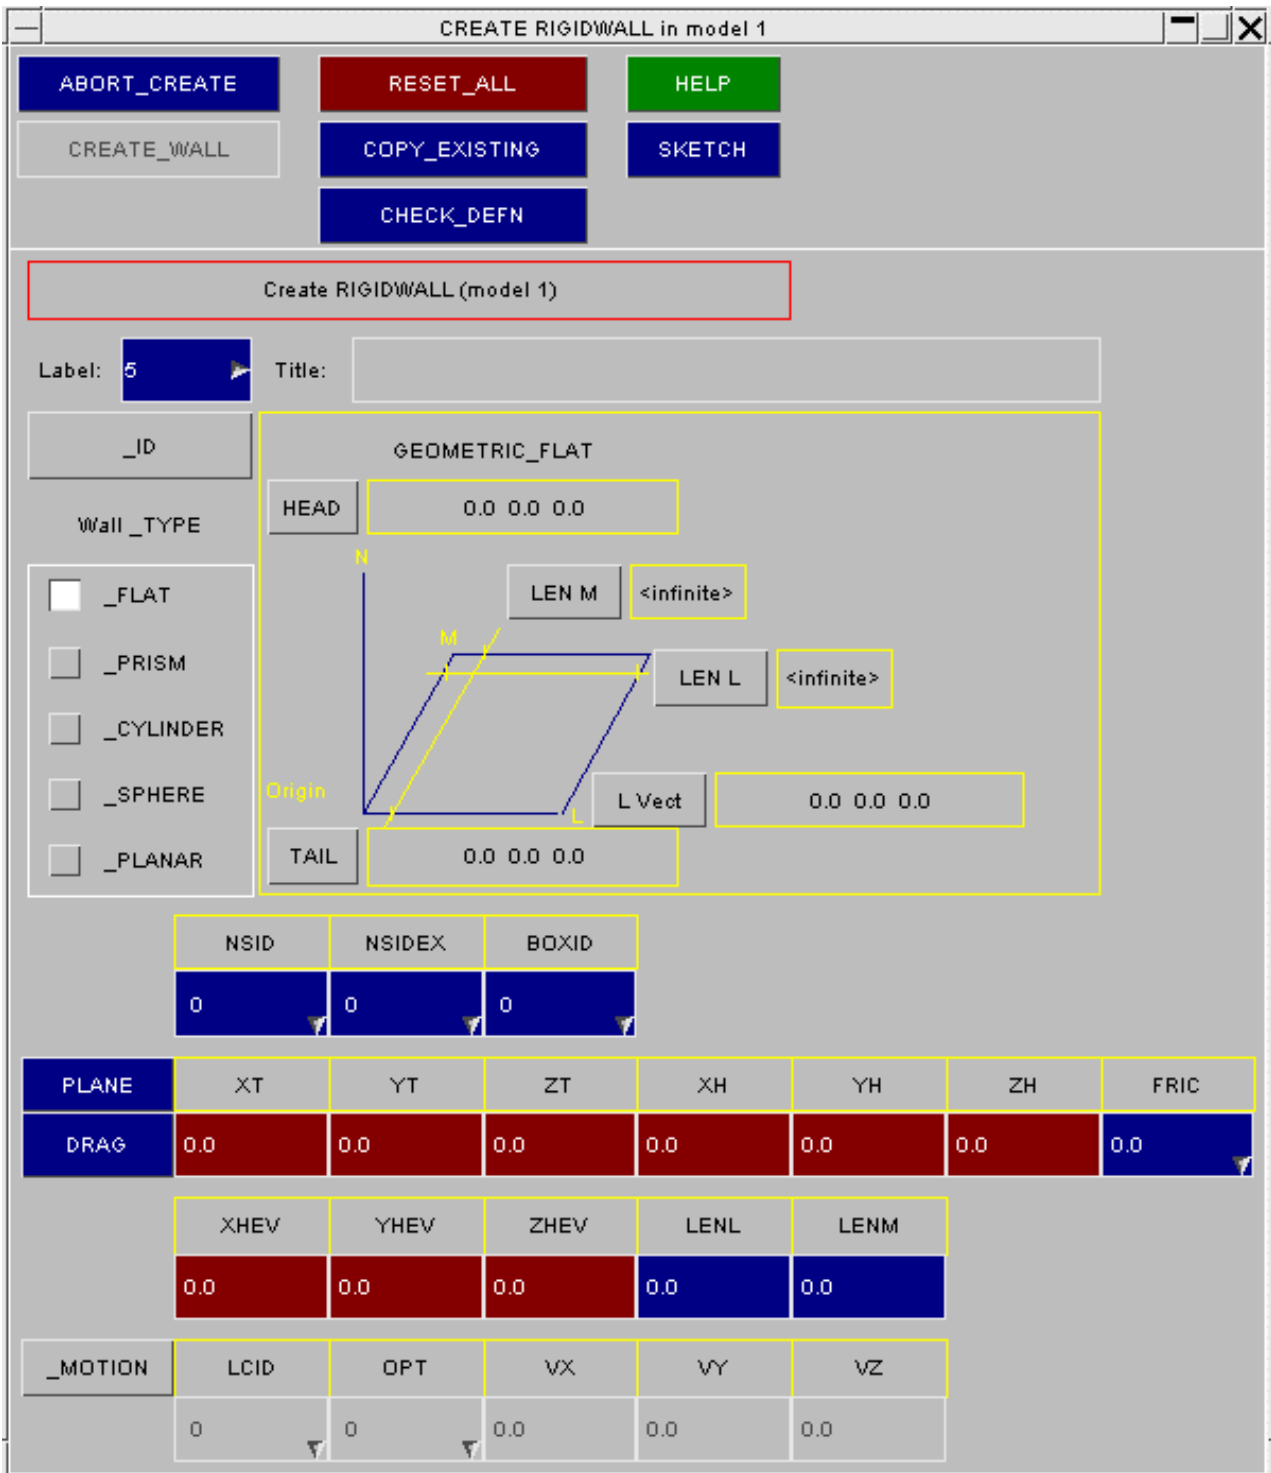 CREATE RIGIDWALL in model 1
ABORT_CREATE RESET_ALL HELP
CREATE_WALL COPY_EXISTING SKETCH
CHECK_DEFN
Create RIGIDWALL (model 1)
Label: 5 Title:
_ID
GEOMETRIC_FLAT
HEAD 0.0 0.0 0.0
Wall _TYPE
N
_FLAT
LEN M <infinite>
M
_PRISM
LEN L <infinite>
_CYLINDER
_SPHERE
Origin
L
L Vect 0.0 0.0 0.0
_PLANAR
TAIL 0.0 0.0 0.0
NSID NSIDEX BOXID
0 0 0
PLANE XT YT ZT XH YH ZH FRIC
DRAG 0.0 0.0 0.0 0.0 0.0 0.0 0.0
XHEV YHEV ZHEV LENL LENM
0.0 0.0 0.0 0.0 0.0
_MOTION LCID OPT VX VY VZ
0 0 0.0 0.0 0.0